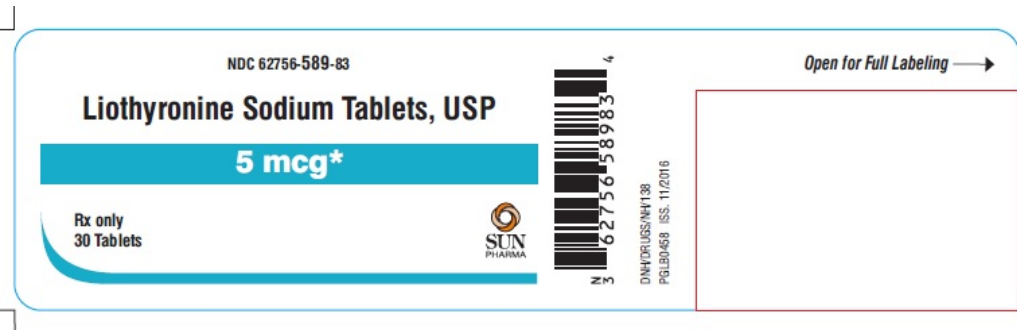 NDC 62756-589-83
Liothyronine Sodium Tablets, USP
5 mcg*
Rx only
30 Tablets
SUN
PHARMA
N
3 62756 58983 4
DNH/DRUGS/NH/138
PGLB0458 ISS. 11/2016
Open for Full Labeling